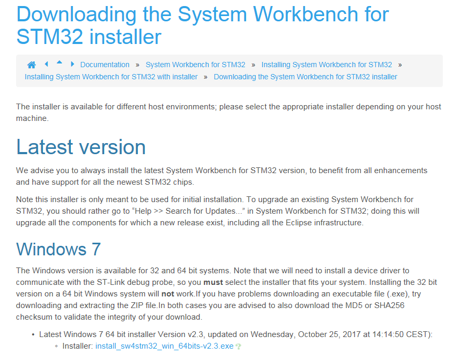 Downloading the System Workbench for
STM32 installer
Documentation » System Workbench for STM32 » Installing System Workbench for STM32 »
Installing System Workbench for STM32 with installer » Downloading the System Workbench for STM32 installer
The installer is available for different host environments; please select the appropriate installer depending on your host
machine.
Latest version
We advise you to always install the latest System Workbench for STM32 version, to benefit from all enhancements
and have support for all the newest STM32 chips.
Note this installer is only meant to be used for initial installation. To upgrade an existing System Workbench for
STM32, you should rather go to "Help >> Search for Updates..." in System Workbench for STM32; doing this will
upgrade all the components for which a new release exist, including all the Eclipse infrastructure.
Windows 7
The Windows version is available for 32 and 64 bit systems. Note that we will need to install a device driver to
communicate with the ST-Link debug probe, so you must select the installer that fits your system. Installing the 32 bit
version on a 64 bit Windows system will not work.If you have problems downloading an executable file (.exe), try
downloading and extracting the ZIP file.In both cases you are advised to also download the MD5 or SHA256
checksum to validate the integrity of your download.
• Latest Windows 7 64 bit installer Version v2.3, updated on Wednesday, October 25, 2017 at 14:14:50 CEST):
◦ Installer: install_sw4stm32_win_64bits-v2.3.exe